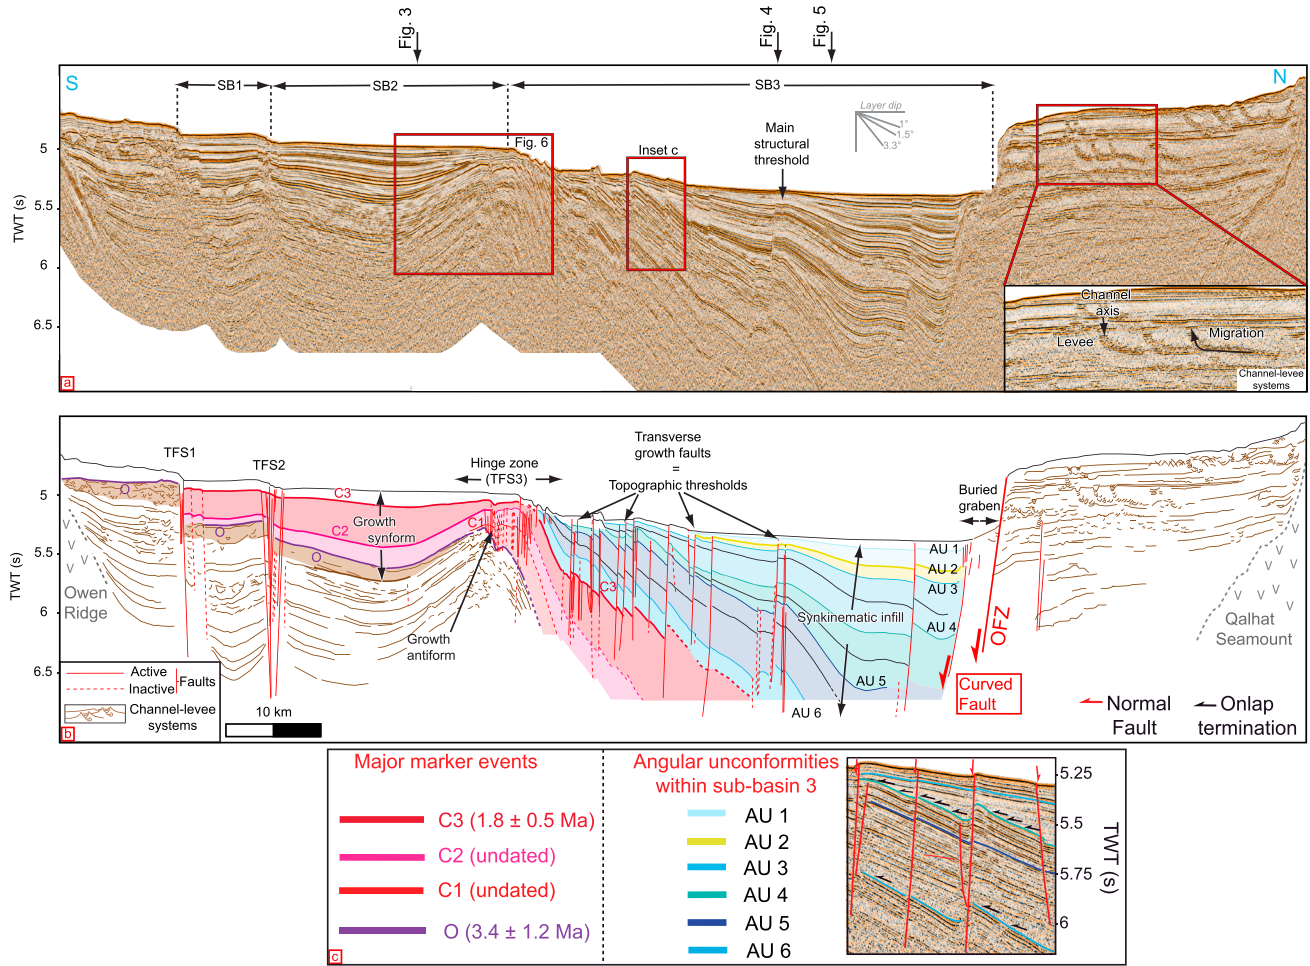 Fig. 3
Fig. 4
Fig. 5
S
N
SB1
SB2
SB3
Layer dip
1°
1.5°
3.3°
Fig. 6
Inset c
Main
structural
threshold
5
5.5
6
6.5
TWT (s)
Channel
axis
Levee
Migration
Channel-levee
systems
a
TFS1
TFS2
Hinge zone
(TFS3)
Transverse
growth faults
=
Topographic thresholds
Buried
graben
5
5.5
6
6.5
TWT (s)
O
O
O
C3
C2
C1
C3
Growth
synform
Growth
antiform
Synkinematic infill
AU 1
AU 2
AU 3
AU 4
AU 5
AU 6
OFZ
Curved
Fault
V
V
V
V
Owen
Ridge
V
V
V
V
V
Qalhat
Seamount
Active
Inactive
Faults
Channel-levee
systems
10 km
Normal
Fault
Onlap
termination
b
Major marker events
C3 (1.8 ± 0.5 Ma)
C2 (undated)
C1 (undated)
O (3.4 ± 1.2 Ma)
Angular unconformities
within sub-basin 3
AU 1
AU 2
AU 3
AU 4
AU 5
AU 6
5.25
5.5
5.75
6
TWT (s)
c